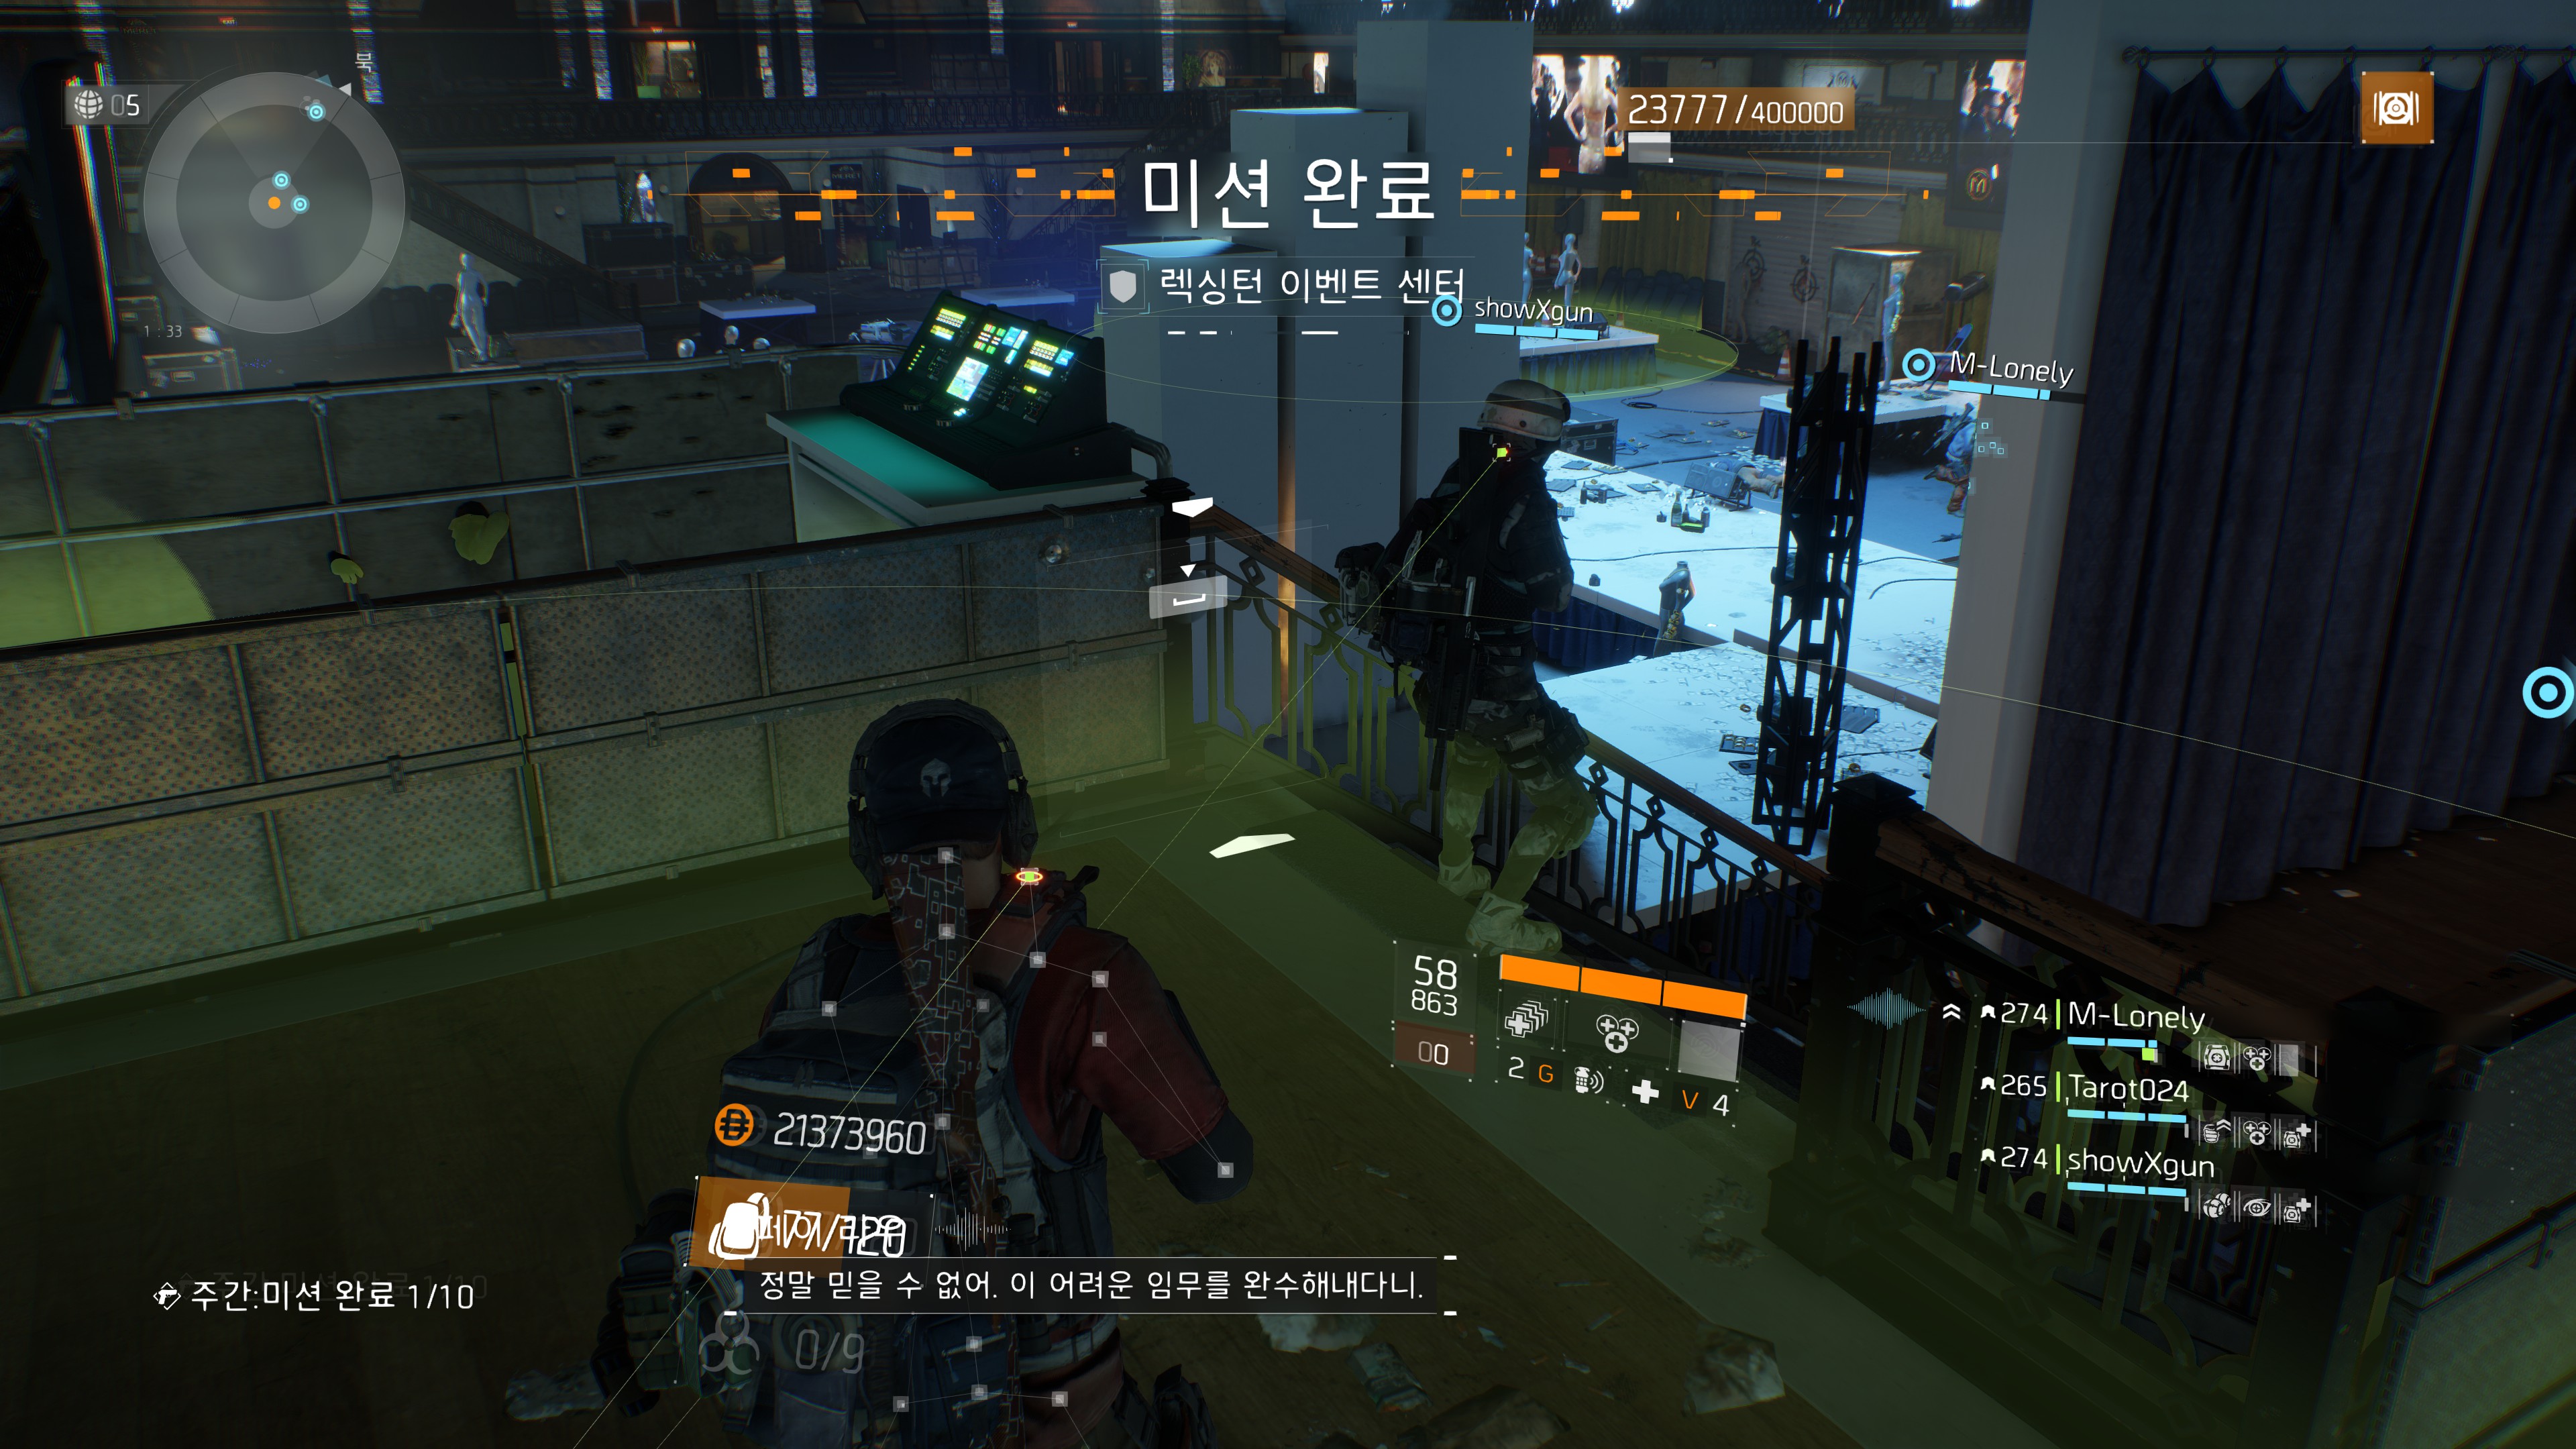 북
05
23777/400000
미션 완료
렉싱턴 이벤트 센터
showXgun
M-Lonely
1:33
58
863
00
2 G
V 4
274 M-Lonely
265 Tarot024
274 showXgun
21373960
77/120
정말 믿을 수 없어. 이 어려운 임무를 완수해내다니.
주간:미션 완료 1/10
0/9